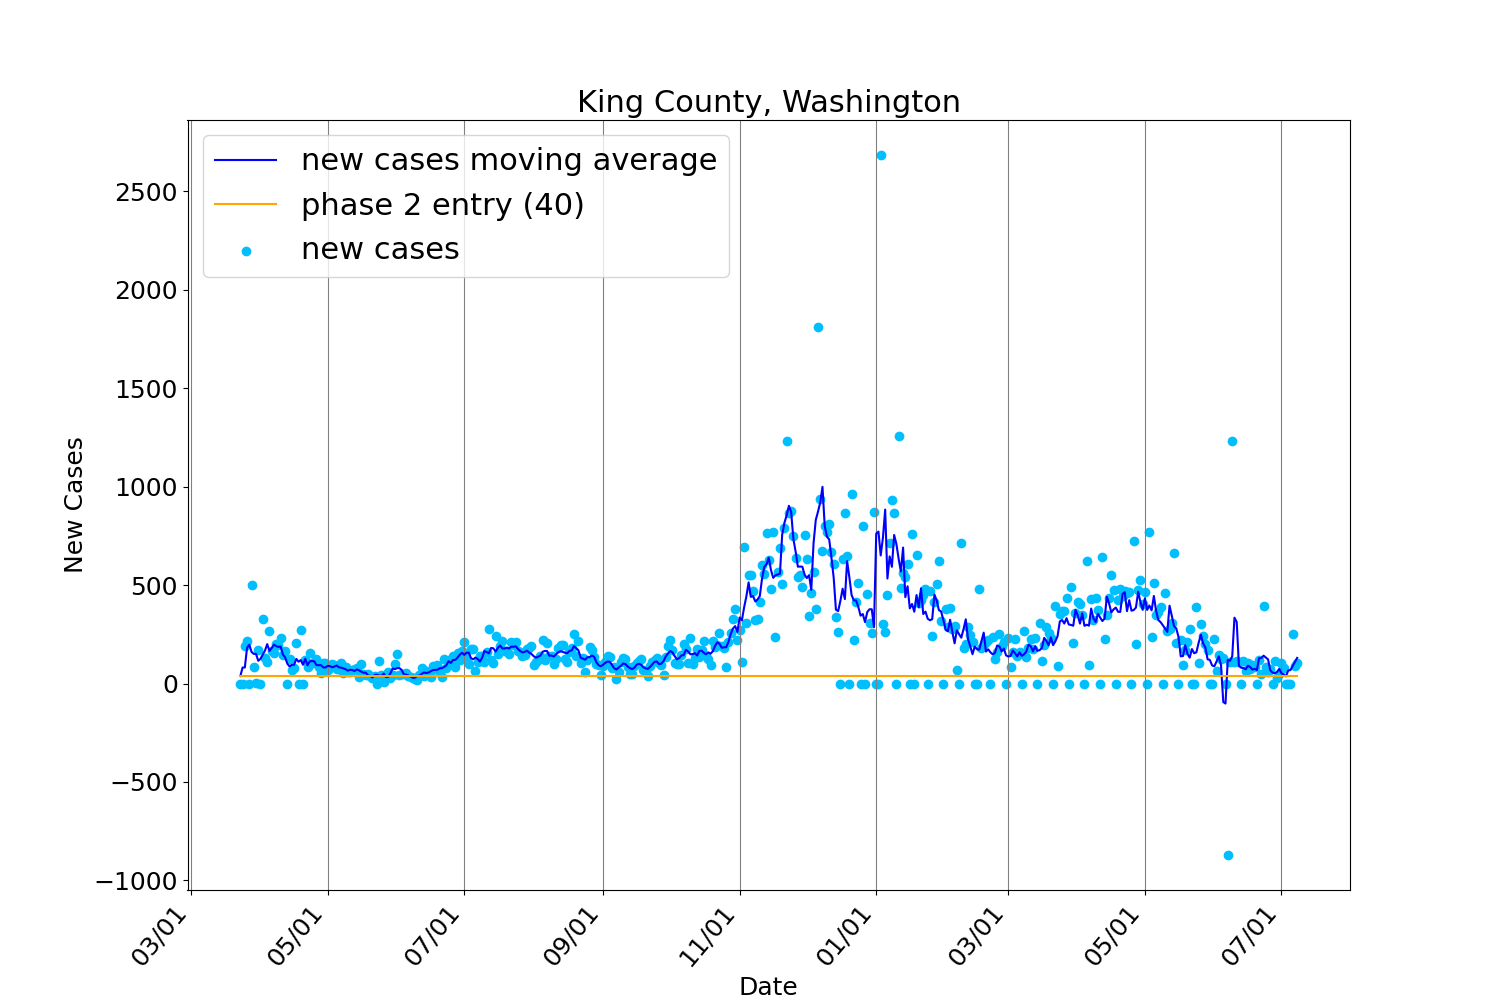 King County, Washington
new cases moving average
phase 2 entry (40)
new cases
New Cases
2500
2000
1500
1000
500
0
−500
−1000
03/01
05/01
07/01
09/01
11/01
01/01
03/01
05/01
07/01
Date